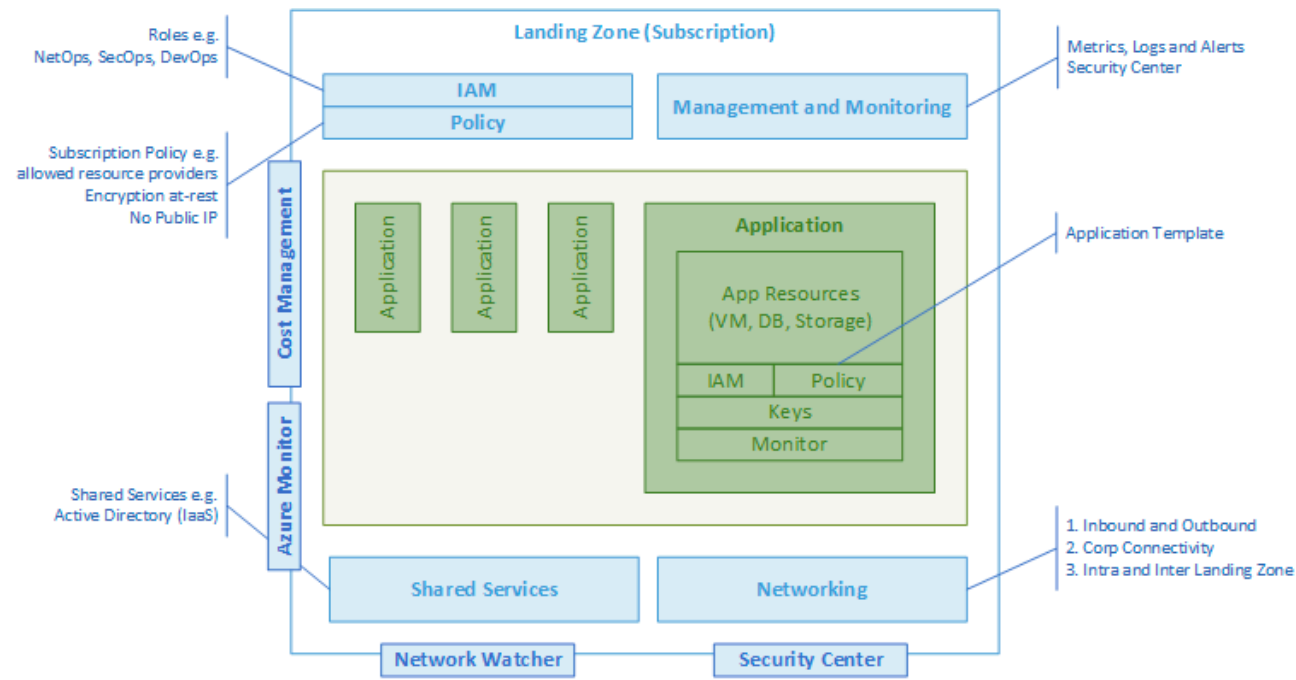 Landing Zone (Subscription)
Roles e.g.
NetOps, SecOps, DevOps
IAM
Policy
Management and Monitoring
Metrics, Logs and Alerts
Security Center
Subscription Policy e.g.
allowed resource providers
Encryption at-rest
No Public IP
Cost Management
Application
Application
Application
Application
App Resources
(VM, DB, Storage)
IAM
Policy
Keys
Monitor
Application Template
Azure Monitor
Shared Services e.g.
Active Directory (IaaS)
Shared Services
Networking
1. Inbound and Outbound
2. Corp Connectivity
3. Intra and Inter Landing Zone
Network Watcher
Security Center